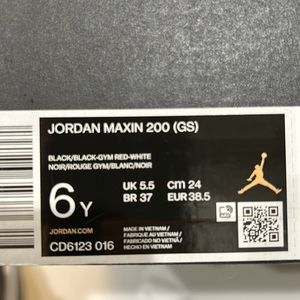 JORDAN MAXIN 200 (GS)
BLACK/BLACK-GYM RED-WHITE
NOIR/ROUGE GYM/BLANC/NOIR
6Y
UK 5.5 cm 24
BR 37 EUR 38.5
JORDAN.COM
CD6123 016
MADE IN VIETNAM /
FABRIQUE AU VIETNAM /
FABRICADO NO VIETNÃ /
HECHO EN VIETNAM